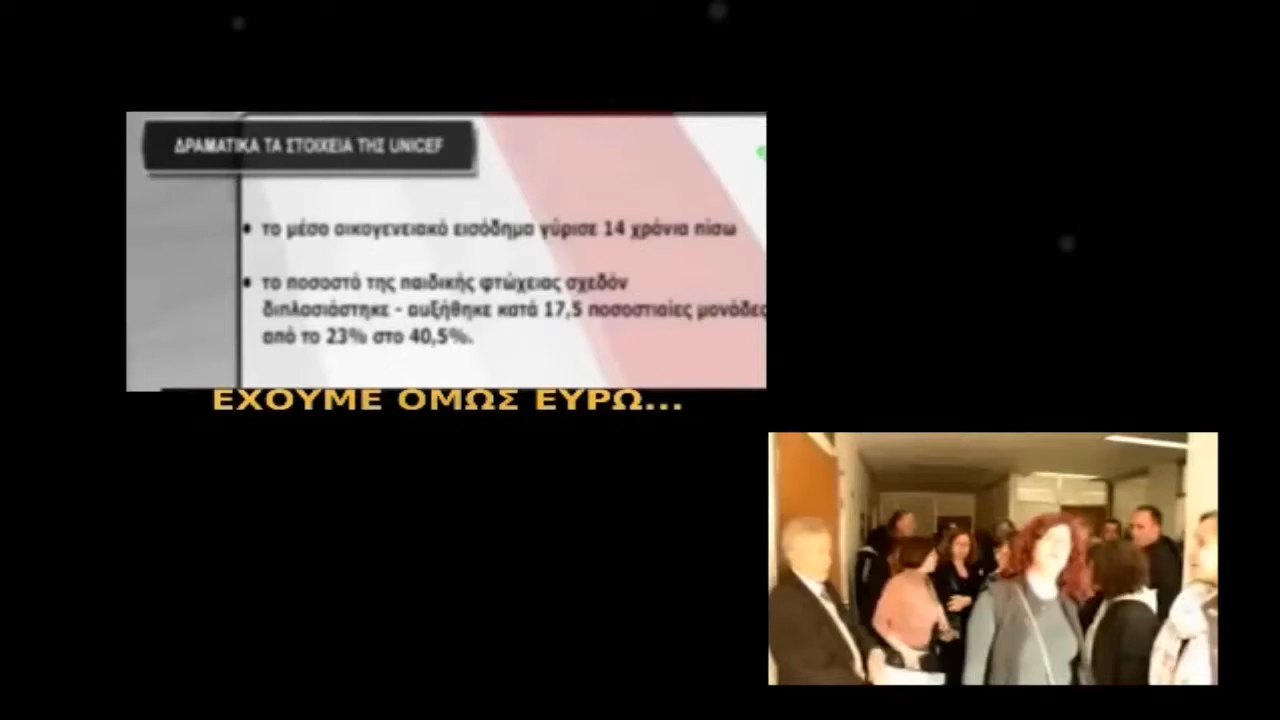 ΔΡΑΜΑΤΙΚΑ ΤΑ ΣΤΟΙΧΕΙΑ ΤΗΣ UNICEF
• το μέσο οικογενειακό εισόδημα γύρισε 14 χρόνια πίσω
• το ποσοστό της παιδικής φτώχειας σχεδόν
διπλασιάστηκε - αυξήθηκε κατά 17,5 ποσοστιαίες μονάδες
από το 23% στο 40,5%.
ΕΧΟΥΜΕ ΟΜΩΣ ΕΥΡΩ...